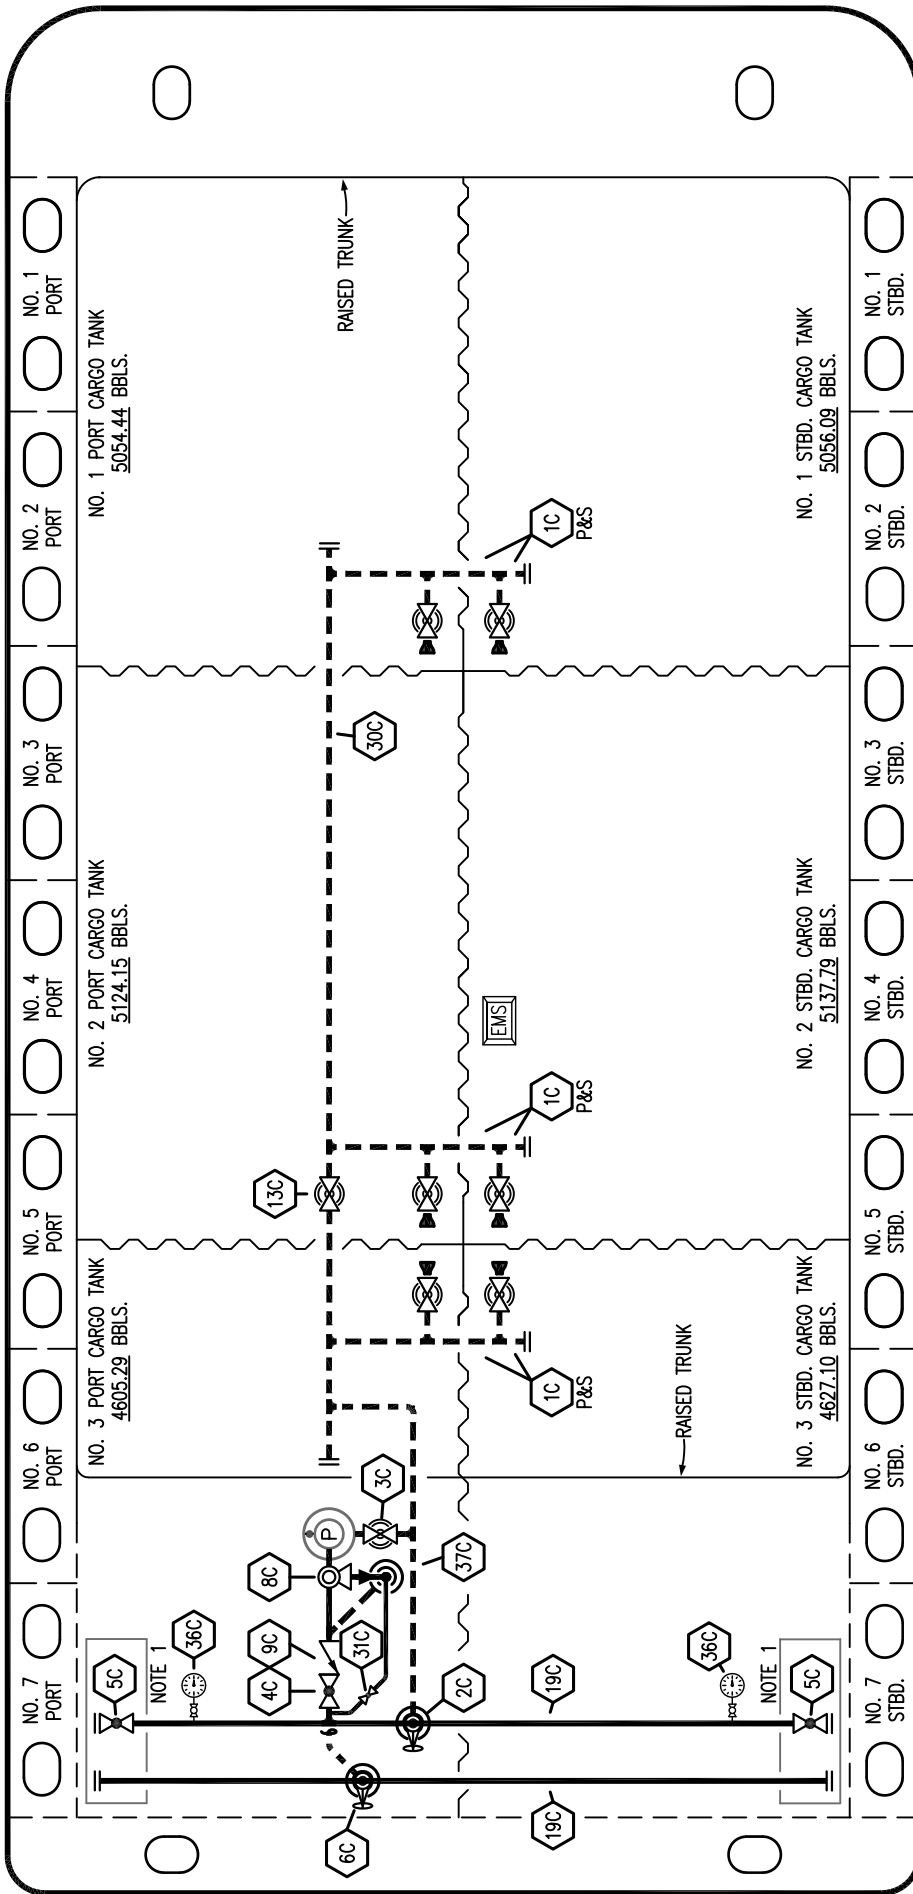 NO. 1
PORT
NO. 2
PORT
NO. 3
PORT
NO. 4
PORT
NO. 5
PORT
NO. 6
PORT
NO. 7
PORT
NO. 1 PORT CARGO TANK
5054.44 BBLS.
NO. 2 PORT CARGO TANK
5124.15 BBLS.
NO. 3 PORT CARGO TANK
4605.29 BBLS.
RAISED TRUNK
30C
13C
1C
P&S
1C
P&S
1C
P&S
EMS
3C
P
8C
37C
9C
4C
31C
2C
36C
5C
NOTE 1
6C
19C
19C
36C
NOTE 1
5C
RAISED TRUNK
NO. 1 STBD. CARGO TANK
5056.09 BBLS.
NO. 2 STBD. CARGO TANK
5137.79 BBLS.
NO. 3 STBD. CARGO TANK
4627.10 BBLS.
NO. 1
STBD.
NO. 2
STBD.
NO. 3
STBD.
NO. 4
STBD.
NO. 5
STBD.
NO. 6
STBD.
NO. 7
STBD.